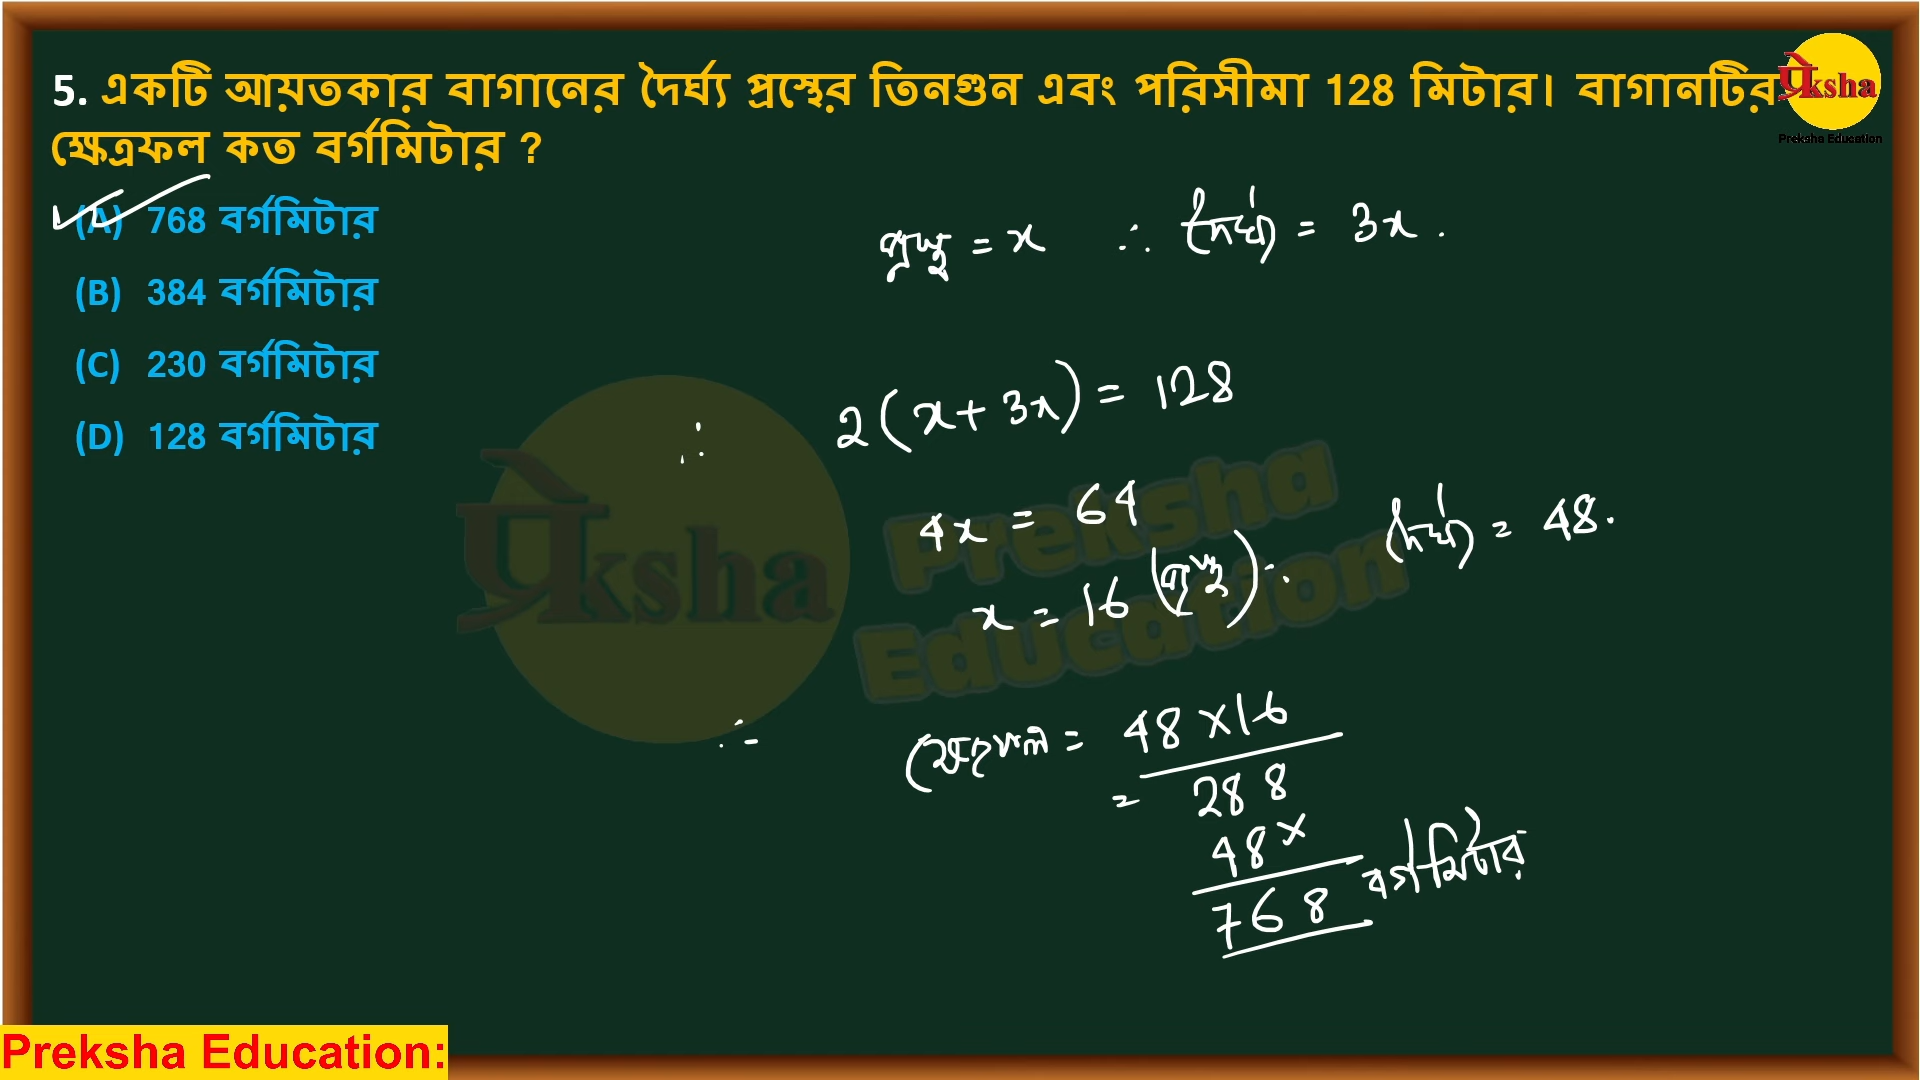 5. একটি আয়তকার বাগানের দৈর্ঘ্য প্রস্থের তিনগুন এবং পরিসীমা 128 মিটার। বাগানটির
ক্ষেত্রফল কত বর্গমিটার ?
(A) 768 বর্গমিটার
(B) 384 বর্গমিটার
(C) 230 বর্গমিটার
(D) 128 বর্গমিটার
प्रेksha
Preksha Education
প্রস্থ = x ∴ দৈর্ঘ্য = 3x .
∴ 2(x+3x) = 128
4x = 64
x = 16 (প্রস্থ) ∴ দৈর্ঘ্য = 48.
∴ ক্ষেত্রফল = 48 × 16
= 288
48×
768 বর্গমিটার
प्रेksha
Preksha
Education
Preksha Education: